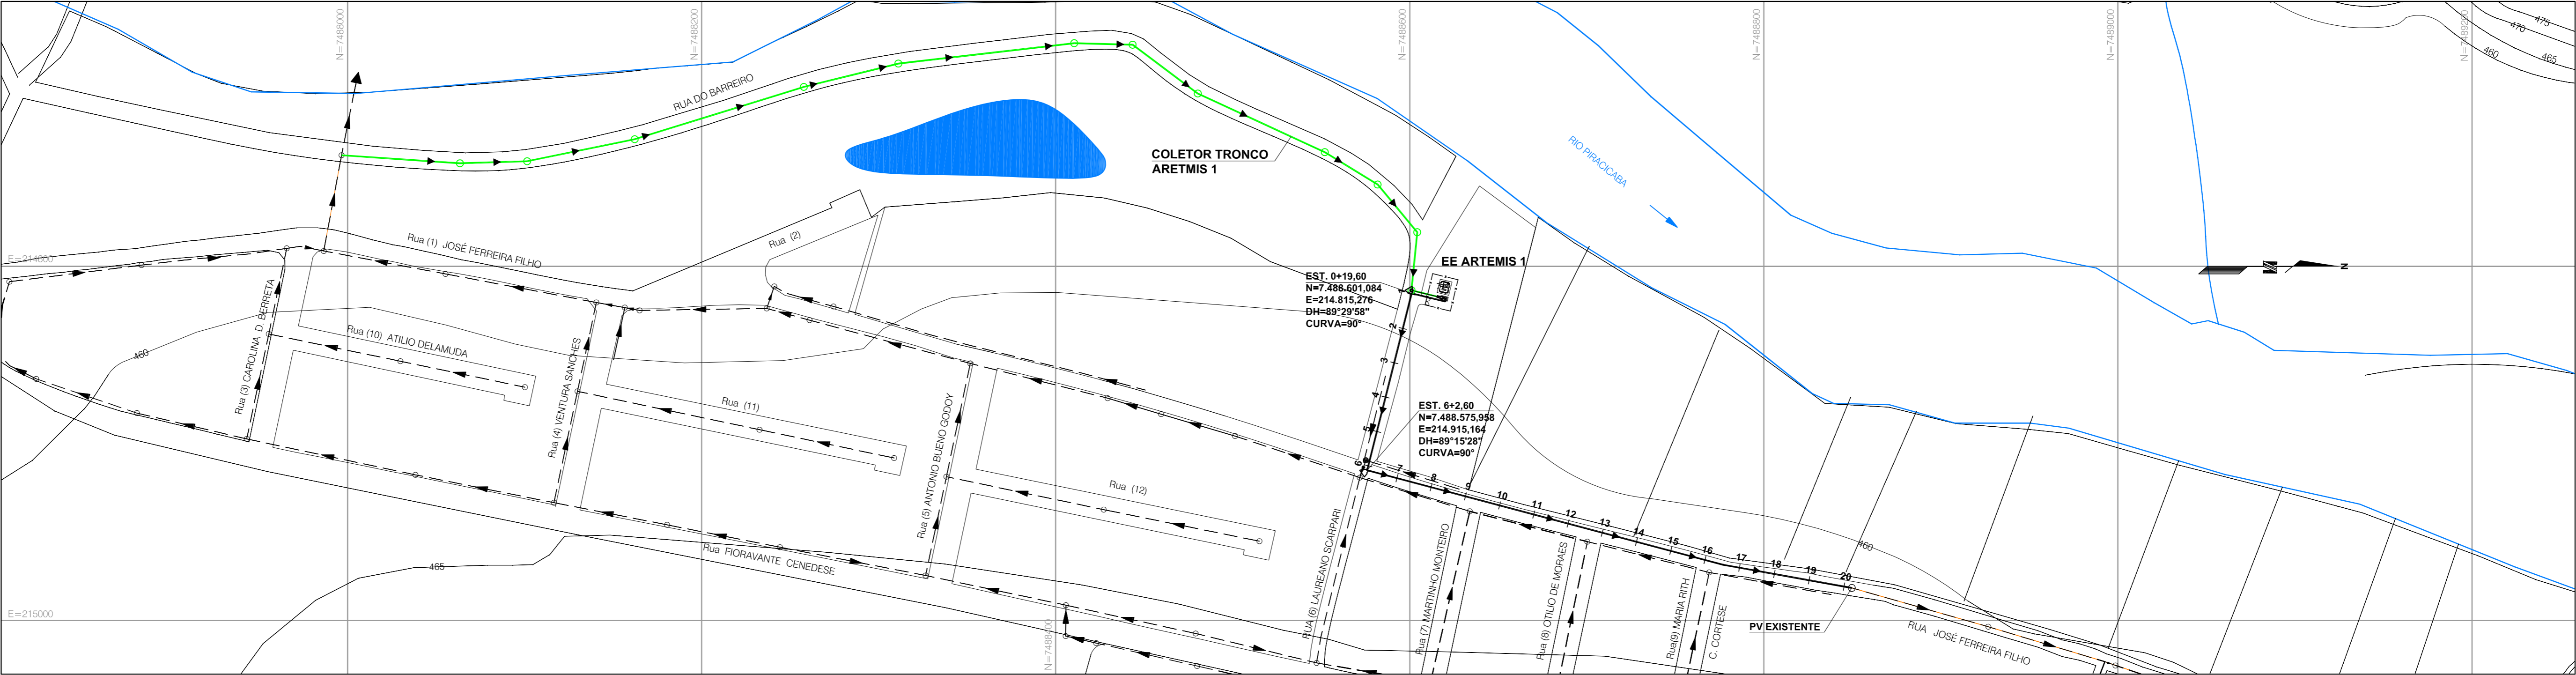 N=7488000
N=7488200
N=7488400
N=7488600
N=7488800
N=7489000
N=7489200
E=214800
E=215000
475
470
465
460
RUA DO BARREIRO
COLETOR TRONCO
ARETMIS 1
RIO PIRACICABA
N
Rua (1) JOSÉ FERREIRA FILHO
Rua (2)
EE ARTEMIS 1
EST. 0+19,60
N=7.488.601,084
E=214.815,276
DH=89°29'58"
CURVA=90°
Rua (3) CAROLINA D. BERRETA
Rua (10) ATILIO DELAMUDA
460
Rua (4) VENTURA SANCHES
Rua (11)
Rua (5) ANTONIO BUENO GODOY
Rua (12)
EST. 6+2,60
N=7.488.575,958
E=214.915,164
DH=89°15'28"
CURVA=90°
1
2
3
4
5
6
7
8
9
10
11
12
13
14
15
16
17
18
19
20
460
465
Rua FIORAVANTE CENEDESE
RUA (6) LAUREANO SCARPARI
Rua (7) MARTINHO MONTEIRO
Rua (8) OTILIO DE MORAES
Rua(9) MARIA RITH
C. CORTESE
PV EXISTENTE
RUA JOSÉ FERREIRA FILHO